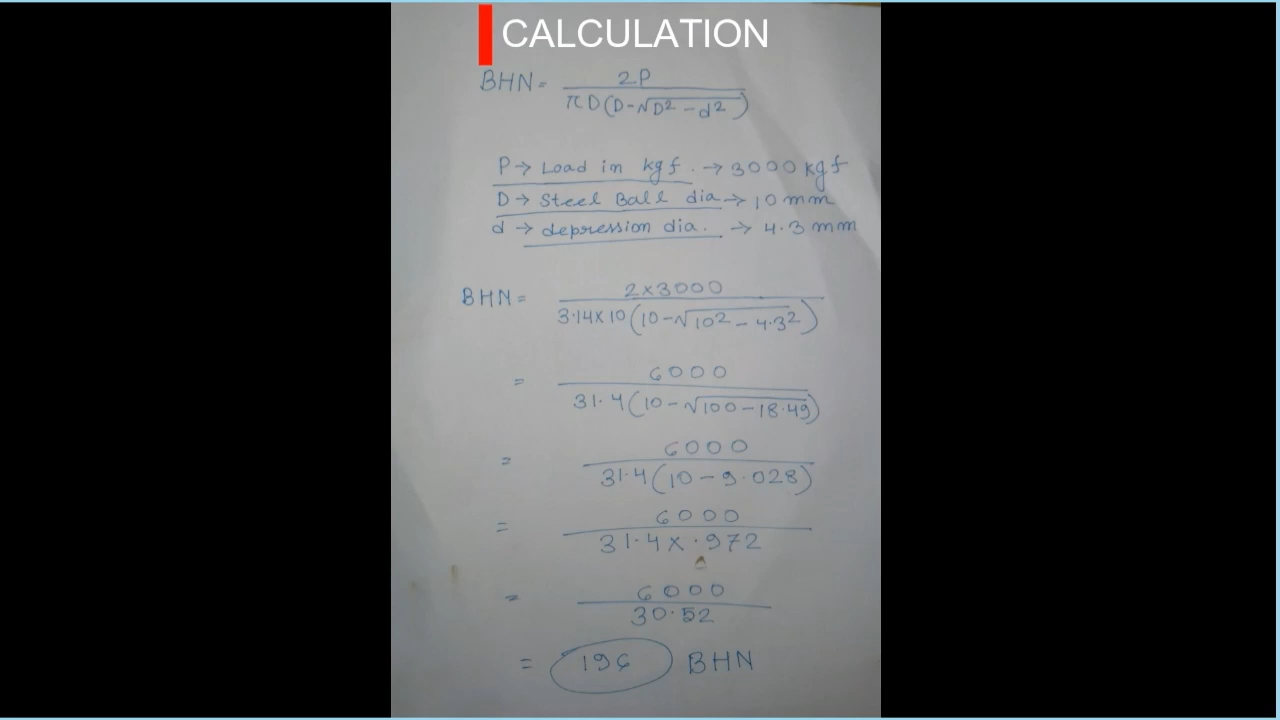 CALCULATION
BHN = 2P / πD(D-√D²-d²)
P → Load in kgf. → 3000 kgf
D → Steel Ball dia → 10 mm
d → depression dia. → 4.3 mm
BHN = 2×3000 / 3.14×10(10-√10²-4.3²)
= 6000 / 31.4(10-√100-18.49)
= 6000 / 31.4(10-9.028)
= 6000 / 31.4×.972
= 6000 / 30.52
= 196 BHN